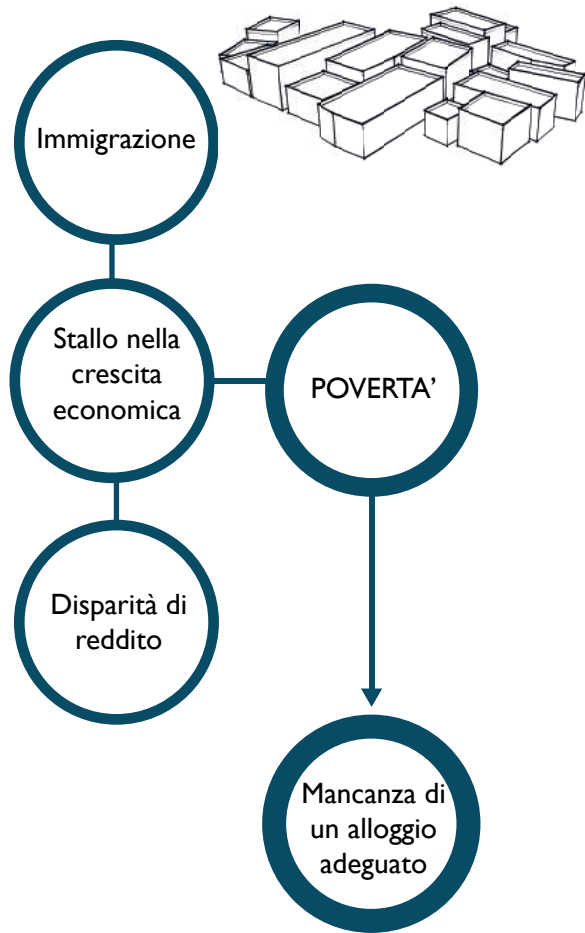 Immigrazione
Stallo nella
crescita
economica
POVERTA’
Disparità di
reddito
Mancanza di
un alloggio
adeguato